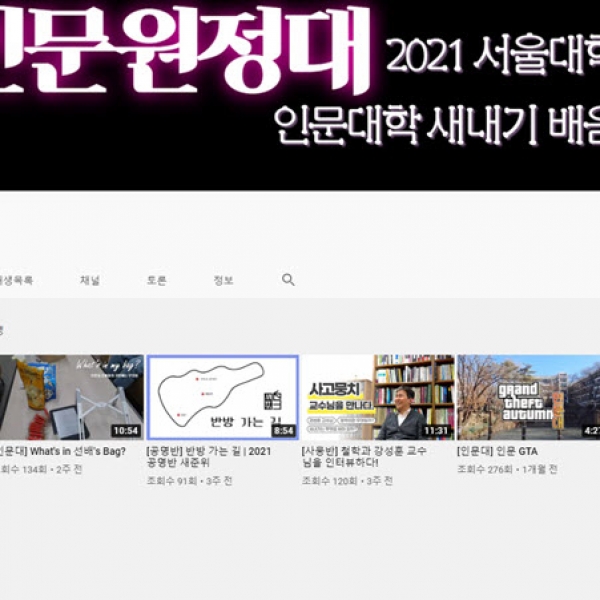 인문원정대 2021 서울대학
인문대학 새내기 배움
생목록 채널 토론 정보
What's in my bag?
10:54
반방 가는 길
8:54
사고뭉치
교수님을 만나다
11:31
grand
theft
autumn
4:27
인문대] What's in 선배's Bag?
회수 134회 • 2주 전
[공명반] 반방 가는 길 | 2021
공명반 새준위
조회수 91회 • 3주 전
[사몽반] 철학과 강성훈 교수
님을 인터뷰하다!
조회수 120회 • 3주 전
[인문대] 인문 GTA
조회수 276회 • 1개월 전